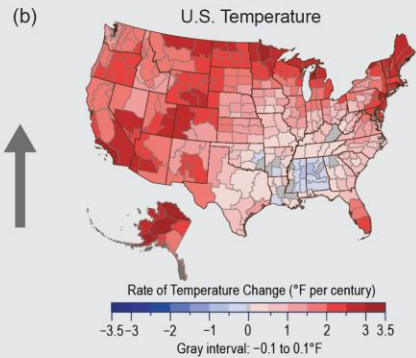 (b)
U.S. Temperature
Rate of Temperature Change (°F per century)
−3.5 −3 −2 −1 0 1 2 3 3.5
Gray interval: −0.1 to 0.1°F